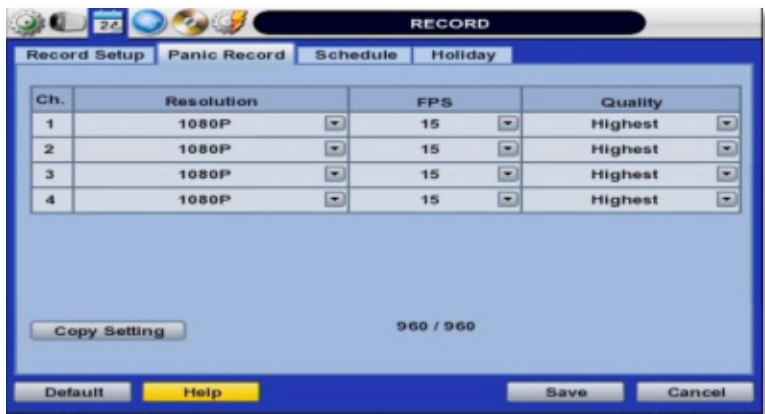 24
RECORD
Record Setup Panic Record Schedule Holiday
Ch. Resolution FPS Quality
1 1080P 15 Highest
2 1080P 15 Highest
3 1080P 15 Highest
4 1080P 15 Highest
Copy Setting 960 / 960
Default Help Save Cancel